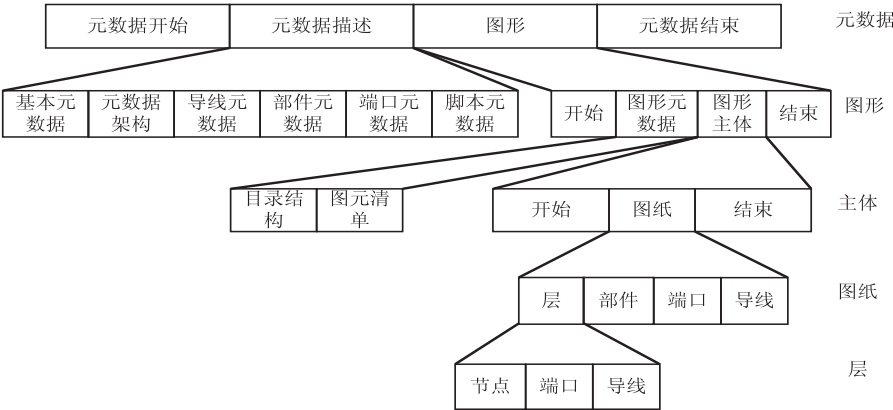 元数据开始 元数据描述 图形 元数据结束 元数据
基本元 元数据 导线元 部件元 端口元 脚本元 开始 图形元 图形 结束 图形
数据 架构 数据 数据 数据 数据 数据 主体
目录结 图元清 开始 图纸 结束 主体
构 单
层 部件 端口 导线 图纸
节点 端口 导线 层